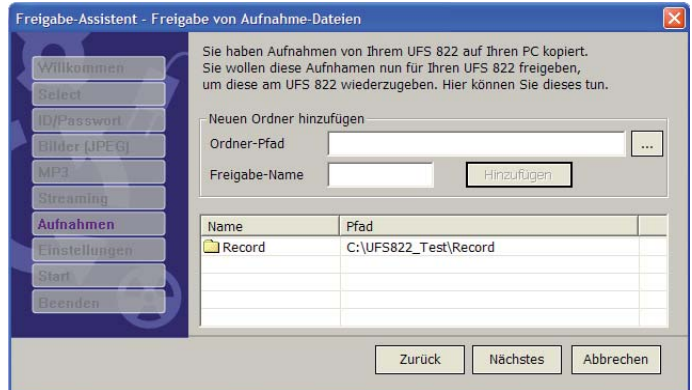 Freigabe-Assistent - Freigabe von Aufnahme-Dateien
Willkommen
Select
ID/Passwort
Bilder [JPEG]
MP3
Streaming
Aufnahmen
Einstellungen
Start
Beenden
Sie haben Aufnahmen von Ihrem UFS 822 auf Ihren PC kopiert.
Sie wollen diese Aufnhamen nun für Ihren UFS 822 freigeben,
um diese am UFS 822 wiederzugeben. Hier können Sie dieses tun.
Neuen Ordner hinzufügen
Ordner-Pfad
...
Freigabe-Name
Hinzufügen
Name Pfad
Record C:\UFS822_Test\Record
Zurück Nächstes Abbrechen